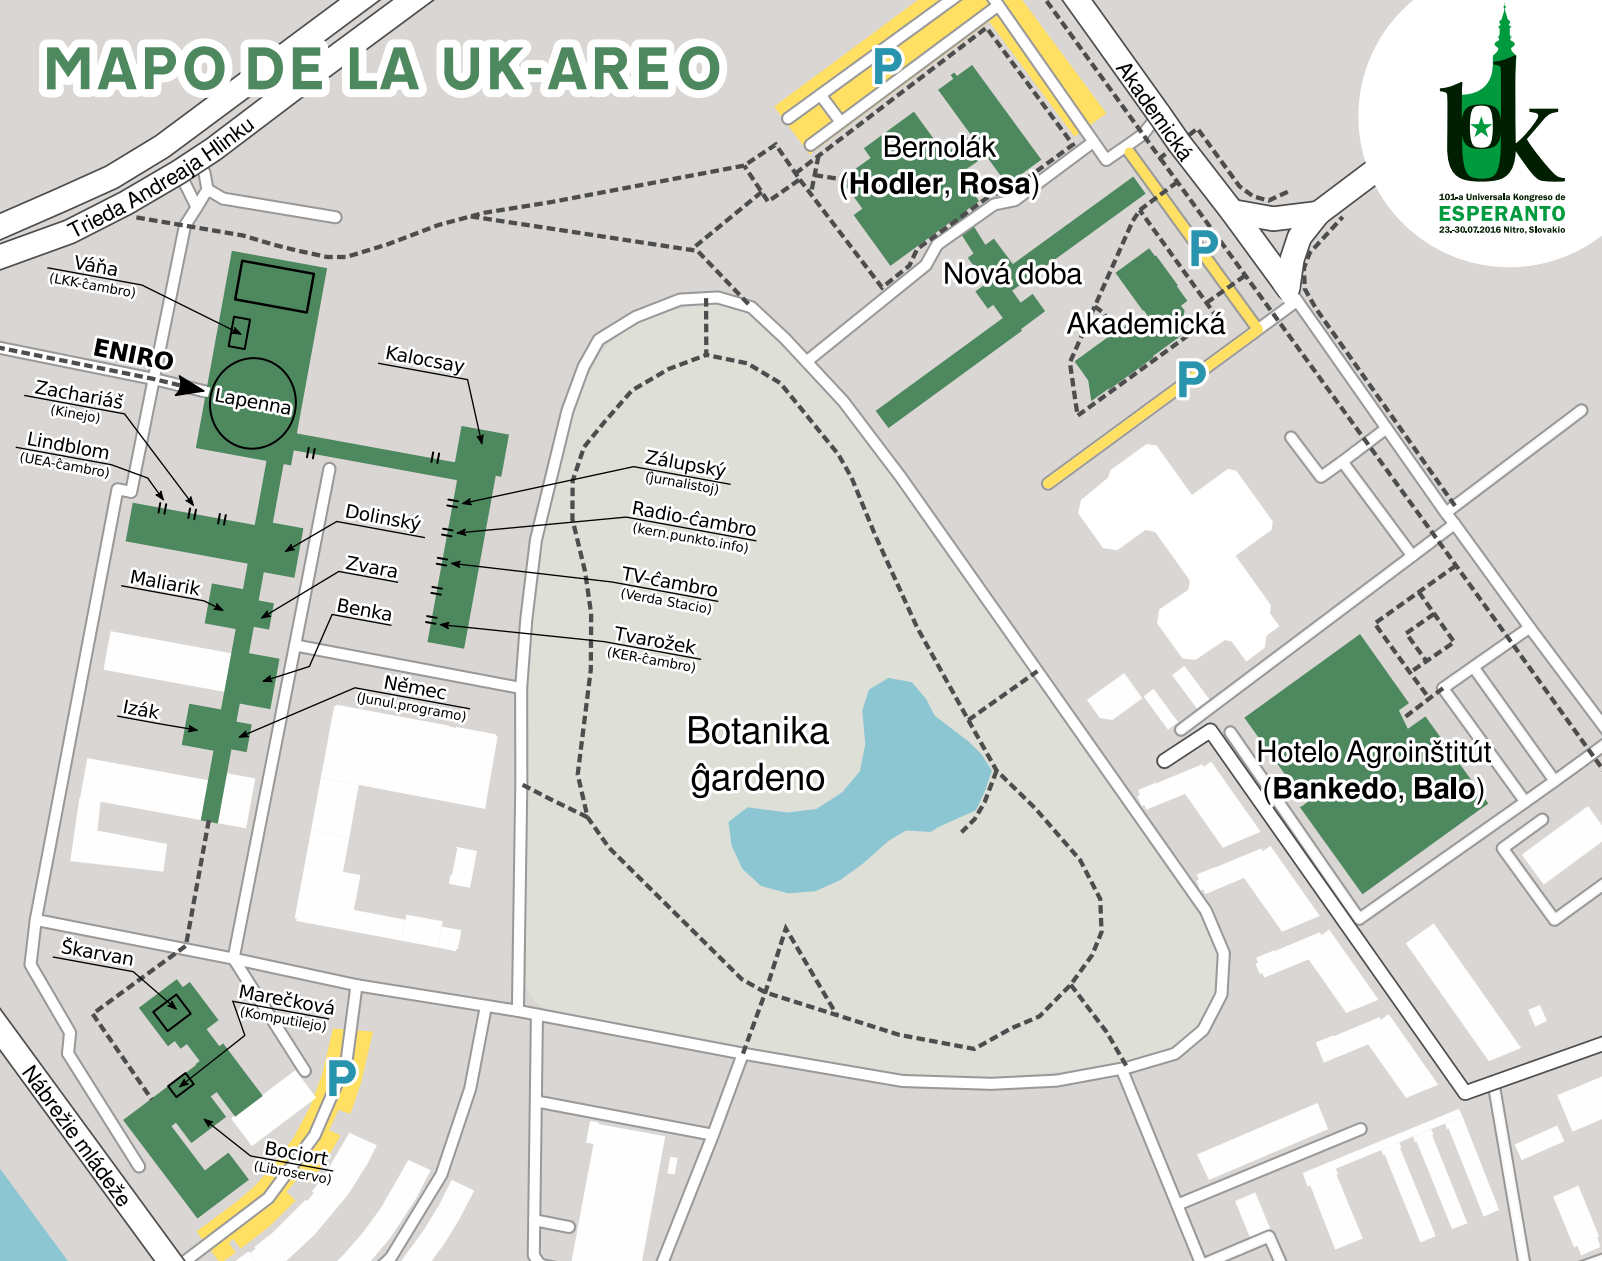 MAPO DE LA UK-AREO
Trieda Andreaja Hlinku
P
Akademická
UK
101-a Universala Kongreso de
ESPERANTO
23.-30.07.2016 Nitro, Slovakio
Bernolák
(Hodler, Rosa)
P
Nová doba
Akademická
P
Váňa
(LKK-ĉambro)
ENIRO
Lapenna
Kalocsay
Zachariáš
(Kinejo)
Lindblom
(UEA-ĉambro)
Zálupský
(ĵurnalistoj)
Dolinský
Radio-ĉambro
(kern.punkto.info)
Zvara
Maliarik
TV-ĉambro
(Verda Stacio)
Benka
Tvarožek
(KER-ĉambro)
Němec
(Junul.programo)
Izák
Botanika
ĝardeno
Hotelo Agroinštitút
(Bankedo, Balo)
Škarvan
Marečková
(Komputilejo)
P
Nábrežie mládeže
Bociort
(Libroservo)